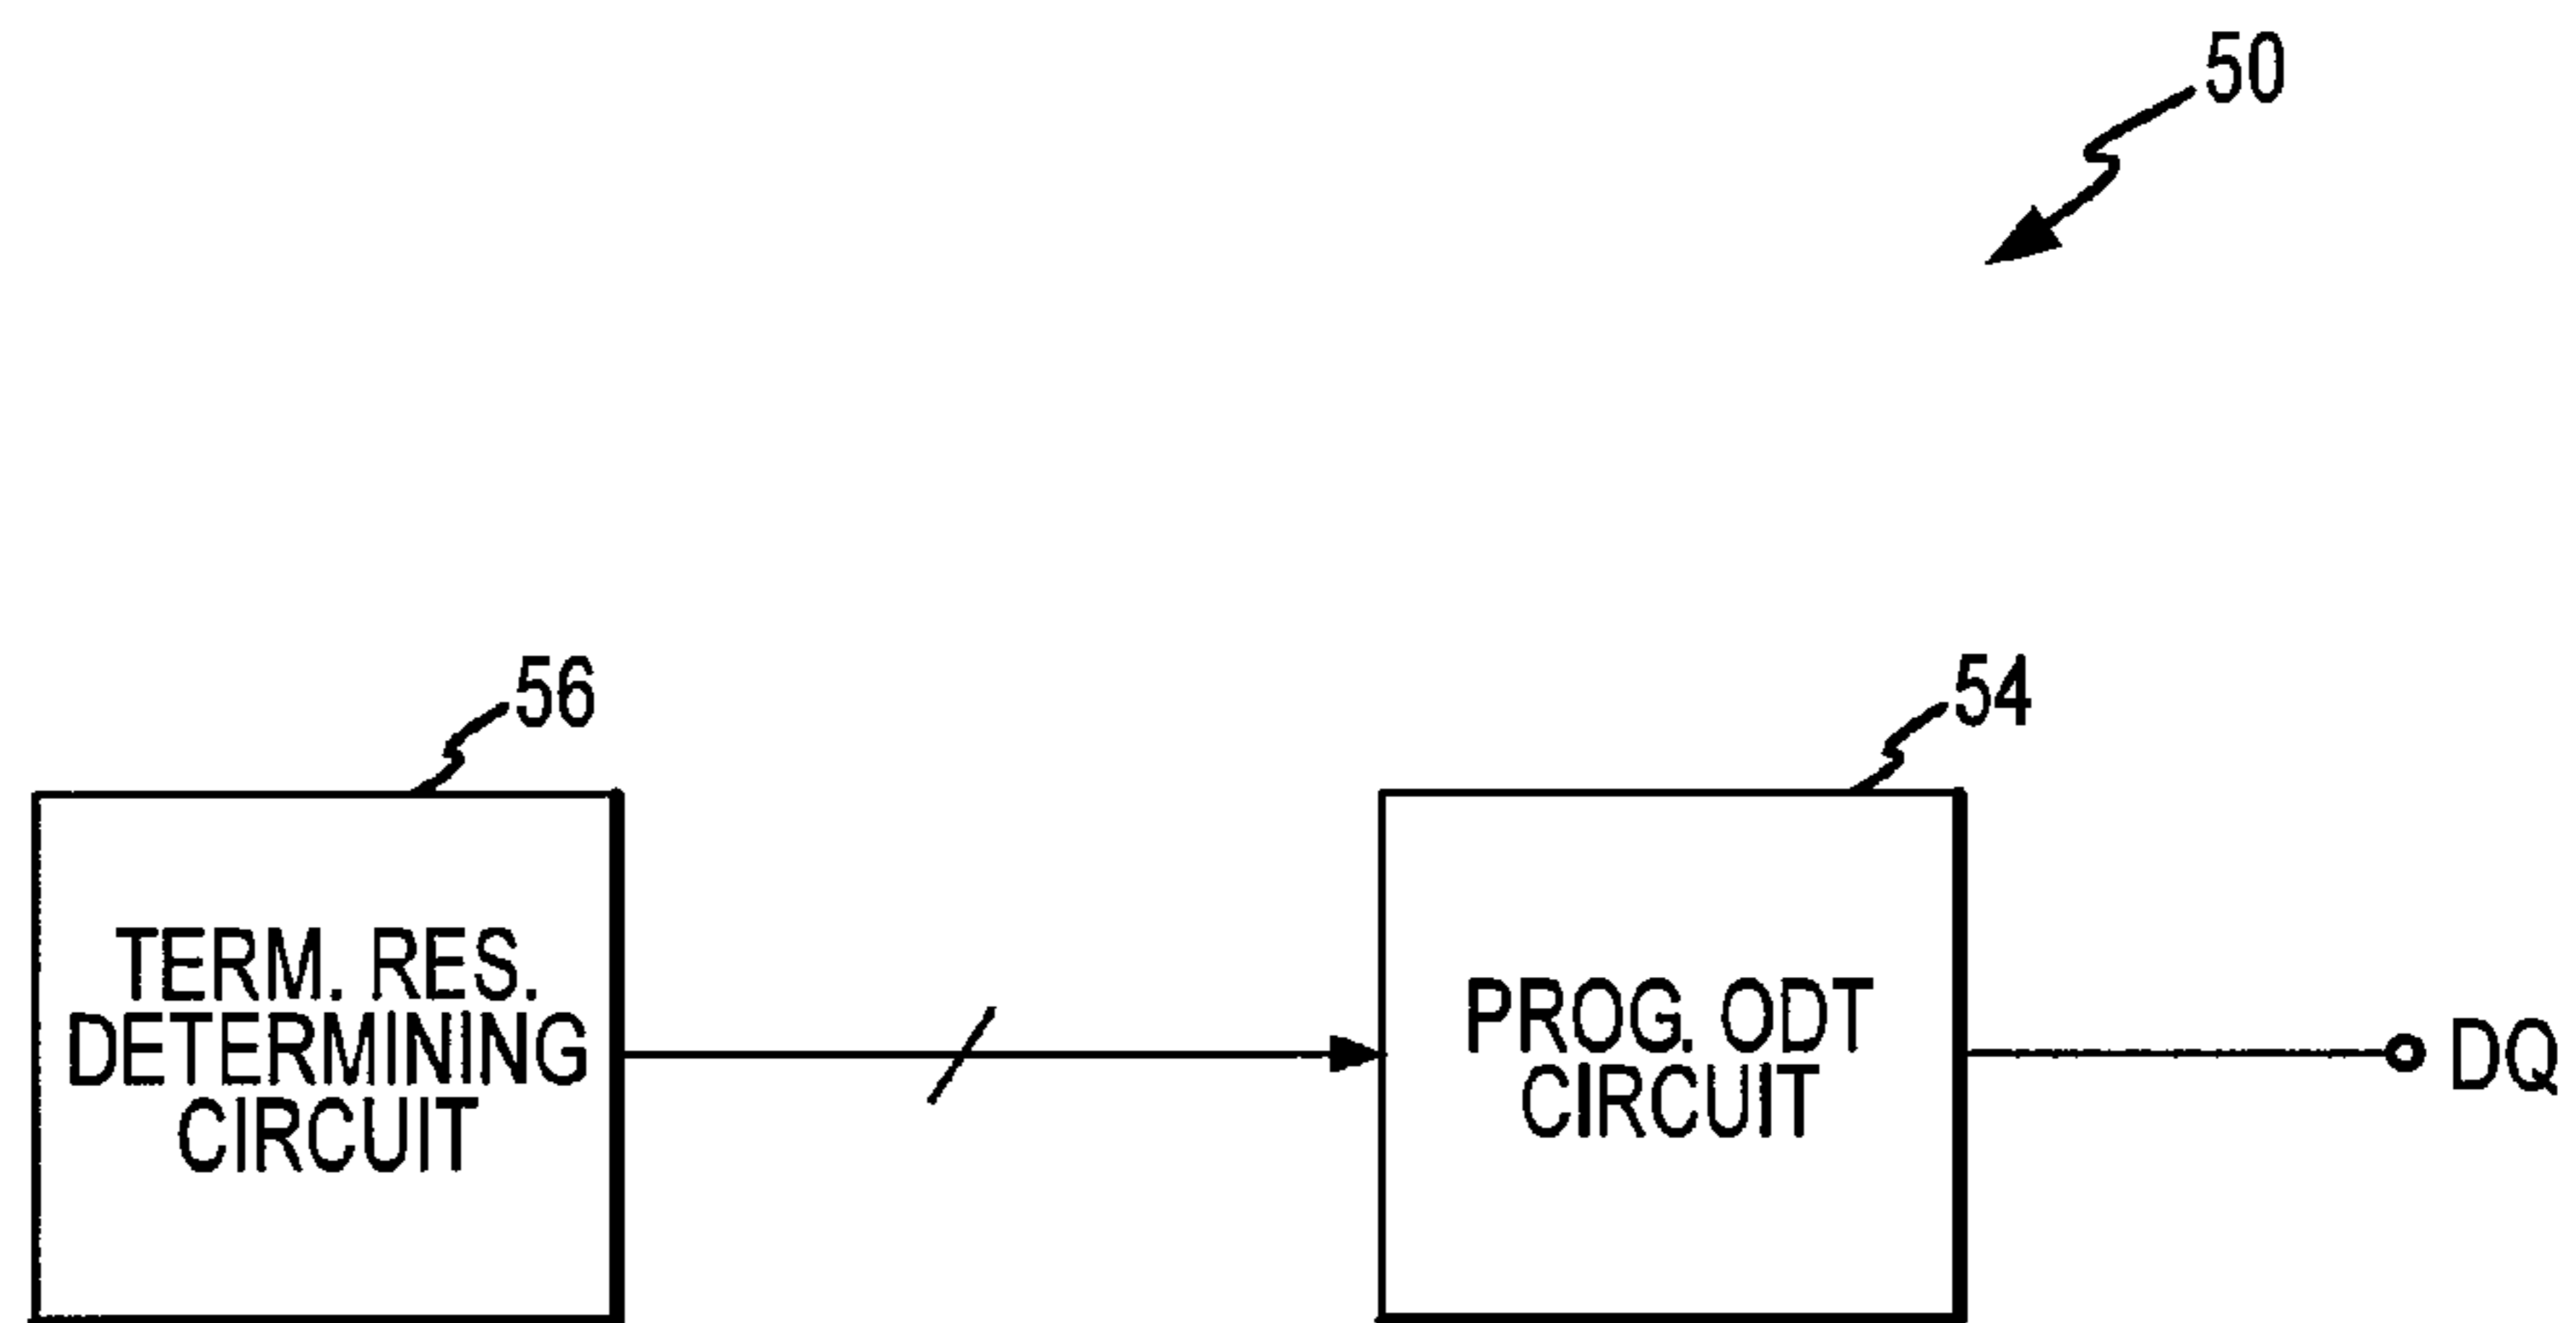 50
56
54
TERM. RES.
DETERMINING
CIRCUIT
PROG. ODT
CIRCUIT
DQ